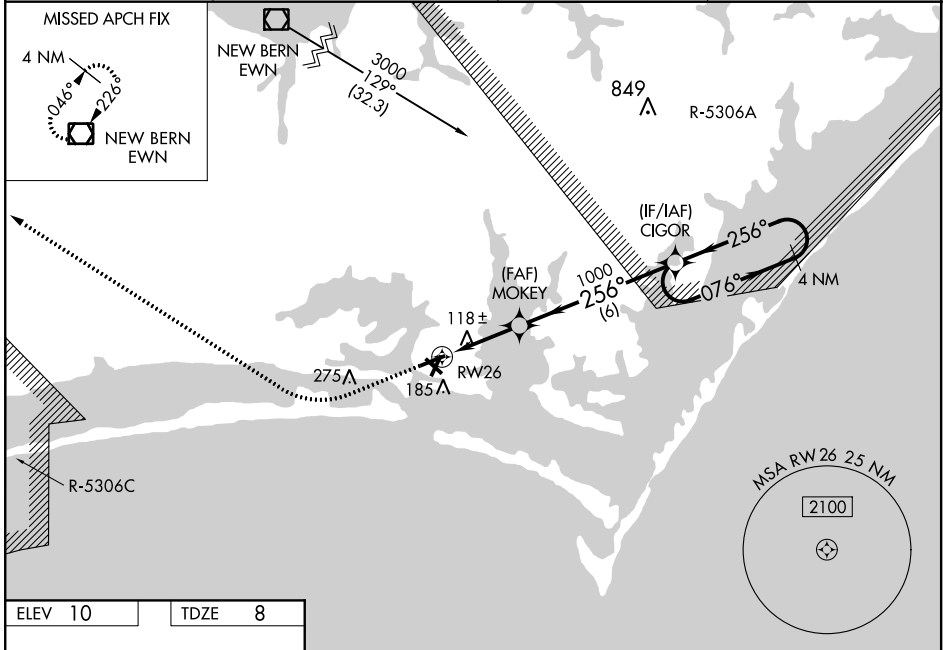 MISSED APCH FIX
4 NM
046°
226°
NEW BERN
EWN
NEW BERN
EWN
3000
129°
(32.3)
849
R-5306A
(IF/IAF)
CIGOR
256°
076°
4 NM
(FAF)
MOKEY
1000
256°
(6)
118±
RW26
275
185
R-5306C
MSA RW 26 25 NM
2100
ELEV 10
TDZE 8